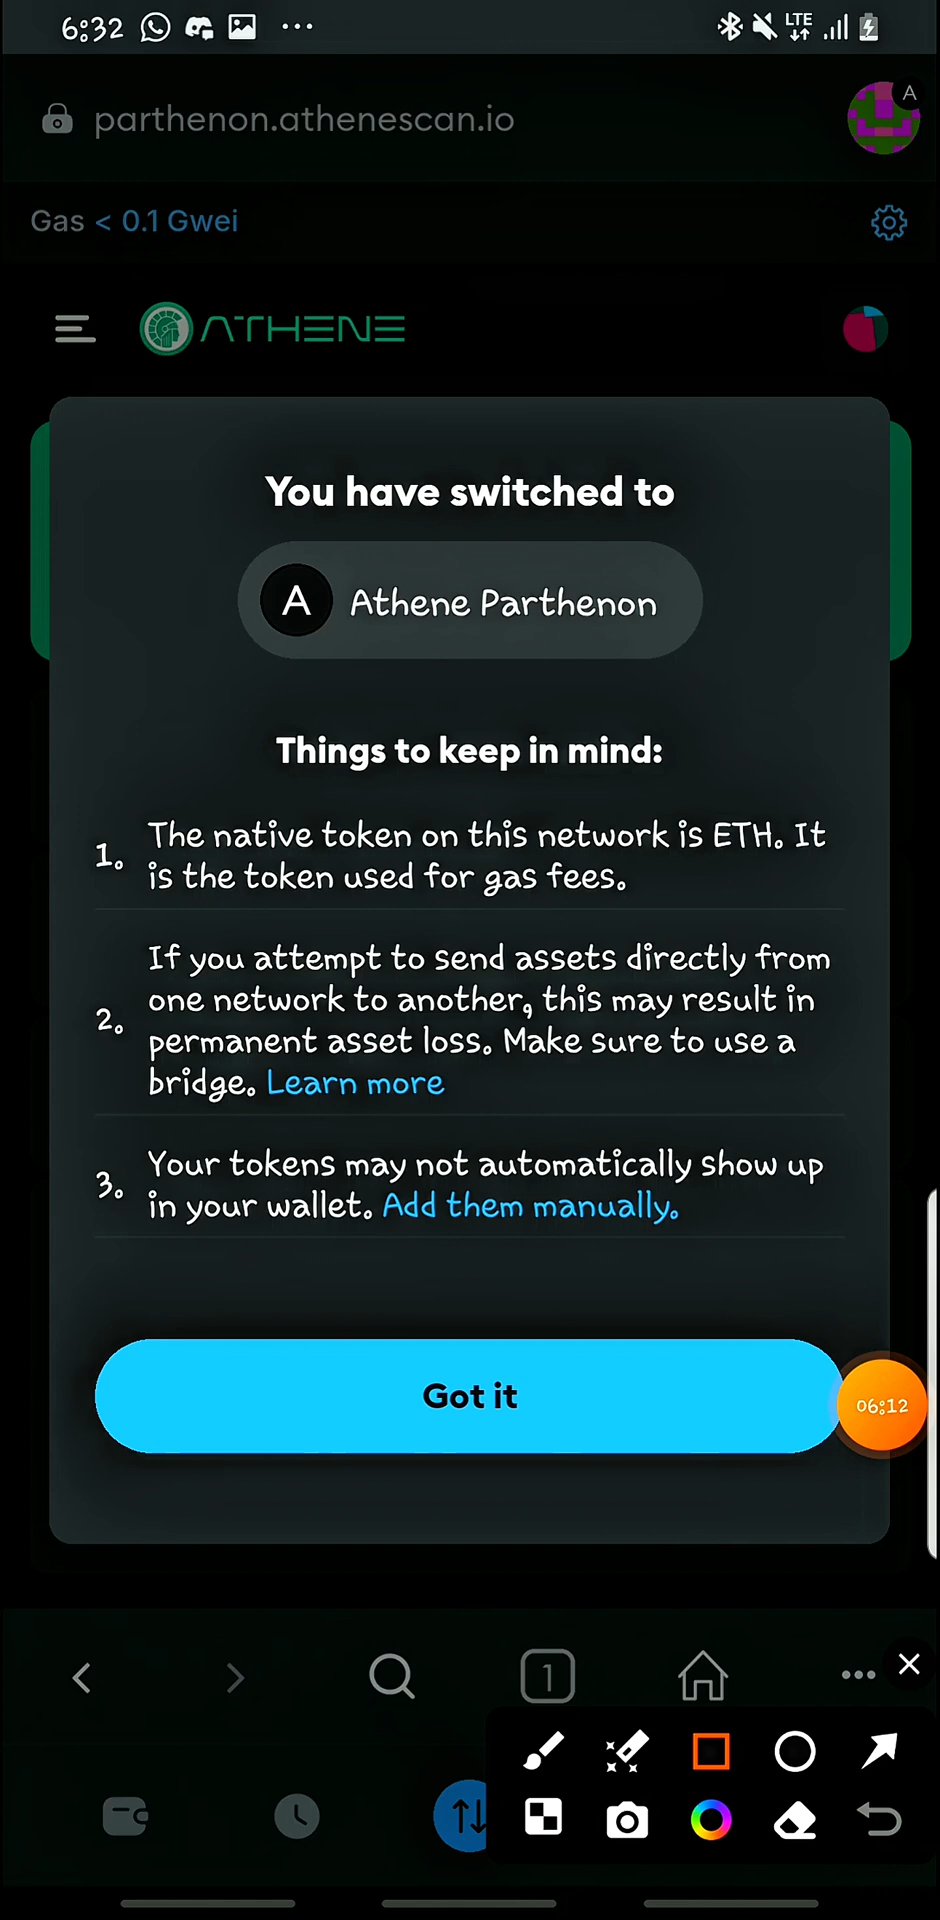 6:32
LTE
parthenon.athenescan.io
A
Gas < 0.1 Gwei
ATHENE
You have switched to
A Athene Parthenon
Things to keep in mind:
1. The native token on this network is ETH. It
is the token used for gas fees.
2. If you attempt to send assets directly from
one network to another, this may result in
permanent asset loss. Make sure to use a
bridge. Learn more
3. Your tokens may not automatically show up
in your wallet. Add them manually.
Got it
06:12
1